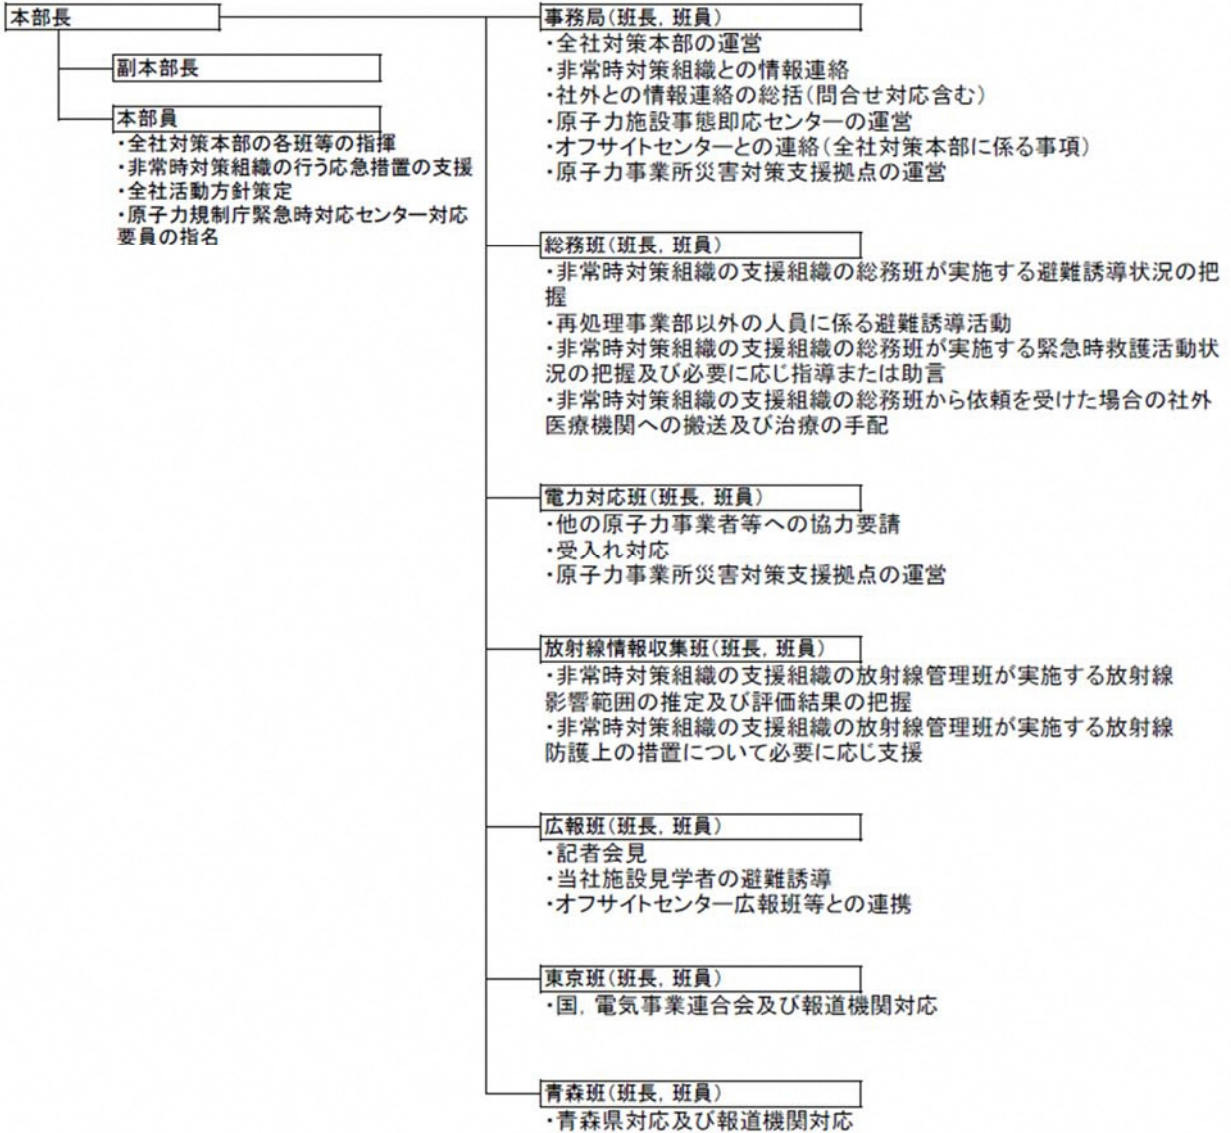 本部長
副本部長
本部員
・全社対策本部の各班等の指揮
・非常時対策組織の行う応急措置の支援
・全社活動方針策定
・原子力規制庁緊急時対応センター対応
要員の指名
事務局(班長, 班員)
・全社対策本部の運営
・非常時対策組織との情報連絡
・社外との情報連絡の総括(問合せ対応含む)
・原子力施設事態即応センターの運営
・オフサイトセンターとの連絡(全社対策本部に係る事項)
・原子力事業所災害対策支援拠点の運営
総務班(班長, 班員)
・非常時対策組織の支援組織の総務班が実施する避難誘導状況の把
握
・再処理事業部以外の人員に係る避難誘導活動
・非常時対策組織の支援組織の総務班が実施する緊急時救護活動状
況の把握及び必要に応じ指導または助言
・非常時対策組織の支援組織の総務班から依頼を受けた場合の社外
医療機関への搬送及び治療の手配
電力対応班(班長, 班員)
・他の原子力事業者等への協力要請
・受入れ対応
・原子力事業所災害対策支援拠点の運営
放射線情報収集班(班長, 班員)
・非常時対策組織の支援組織の放射線管理班が実施する放射線
影響範囲の推定及び評価結果の把握
・非常時対策組織の支援組織の放射線管理班が実施する放射線
防護上の措置について必要に応じ支援
広報班(班長, 班員)
・記者会見
・当社施設見学者の避難誘導
・オフサイトセンター広報班等との連携
東京班(班長, 班員)
・国, 電気事業連合会及び報道機関対応
青森班(班長, 班員)
・青森県対応及び報道機関対応